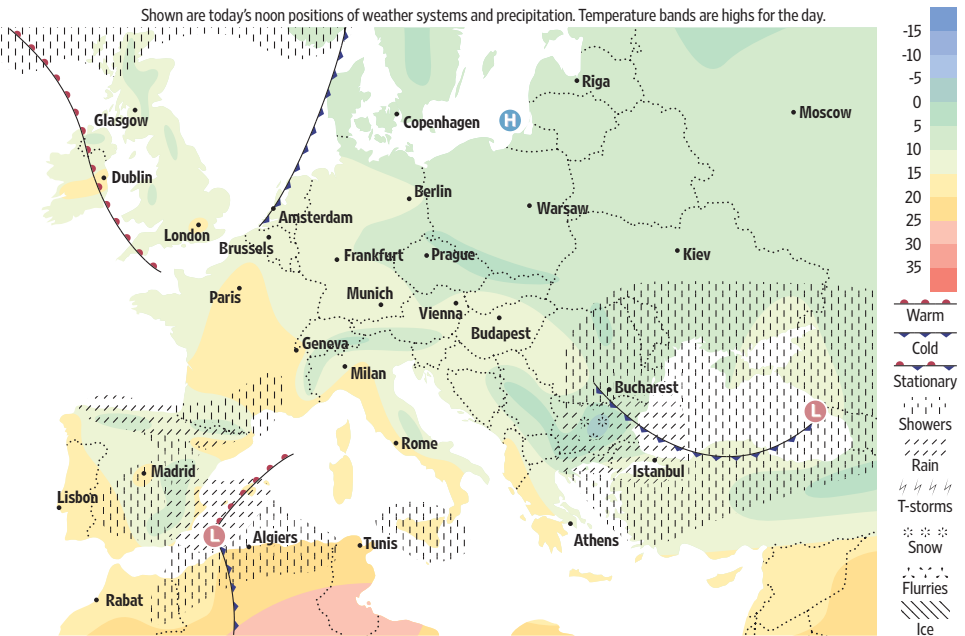 Shown are today's noon positions of weather systems and precipitation. Temperature bands are highs for the day.
-15
-10
-5
0
5
10
15
20
25
30
35
Warm
Cold
Stationary
Showers
Rain
T-storms
Snow
Flurries
Ice
Riga
Moscow
Glasgow
Copenhagen
H
Dublin
Berlin
Warsaw
Amsterdam
London
Brussels
Frankfurt
Prague
Kiev
Paris
Munich
Vienna
Budapest
Geneva
Milan
Bucharest
L
Rome
Madrid
Istanbul
Lisbon
L
Algiers
Tunis
Athens
Rabat